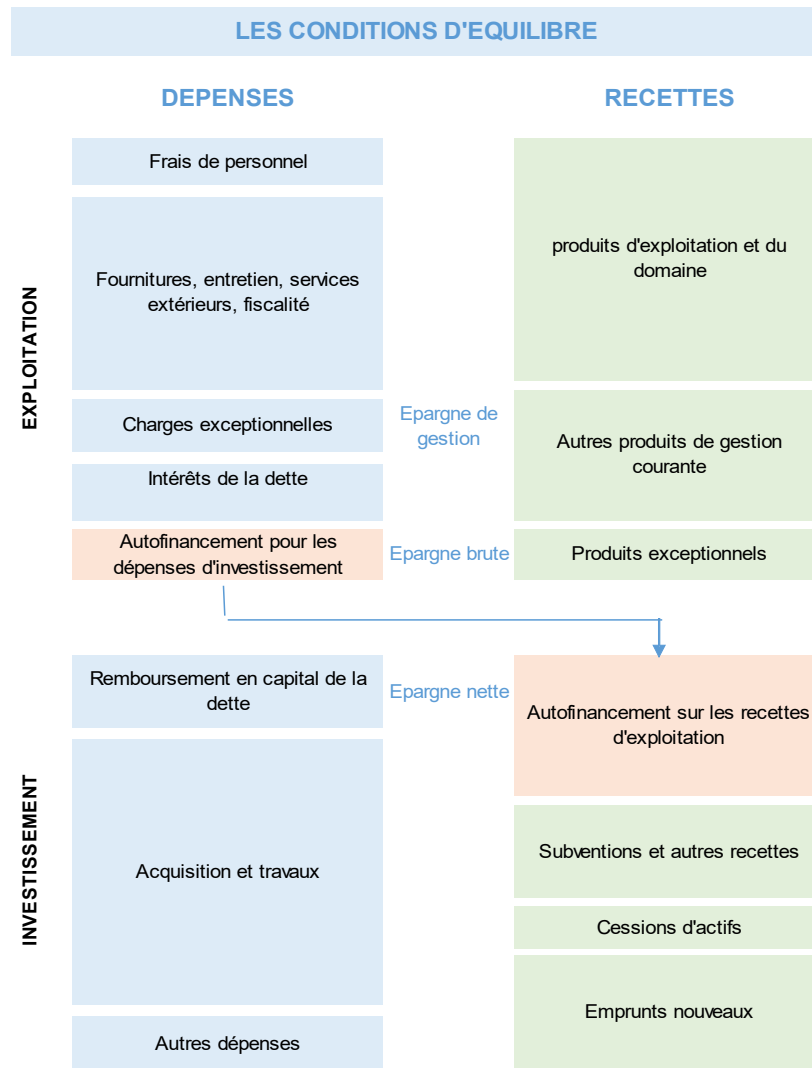 LES CONDITIONS D'EQUILIBRE
DEPENSES
RECETTES
EXPLOITATION
Frais de personnel
Fournitures, entretien, services
extérieurs, fiscalité
Charges exceptionnelles
Intérêts de la dette
Autofinancement pour les
dépenses d'investissement
Epargne de
gestion
Epargne brute
produits d'exploitation et du
domaine
Autres produits de gestion
courante
Produits exceptionnels
INVESTISSEMENT
Remboursement en capital de la
dette
Acquisition et travaux
Autres dépenses
Epargne nette
Autofinancement sur les recettes
d'exploitation
Subventions et autres recettes
Cessions d'actifs
Emprunts nouveaux